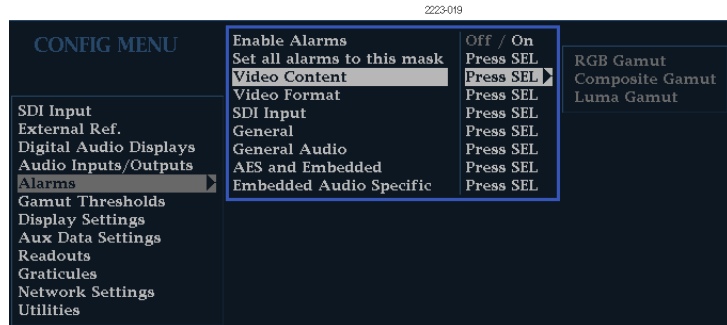 2223-019
CONFIG MENU
SDI Input
External Ref.
Digital Audio Displays
Audio Inputs/Outputs
Alarms
Gamut Thresholds
Display Settings
Aux Data Settings
Readouts
Graticules
Network Settings
Utilities
Enable Alarms Off / On
Set all alarms to this mask Press SEL
Video Content Press SEL
Video Format Press SEL
SDI Input Press SEL
General Press SEL
General Audio Press SEL
AES and Embedded Press SEL
Embedded Audio Specific Press SEL
RGB Gamut
Composite Gamut
Luma Gamut